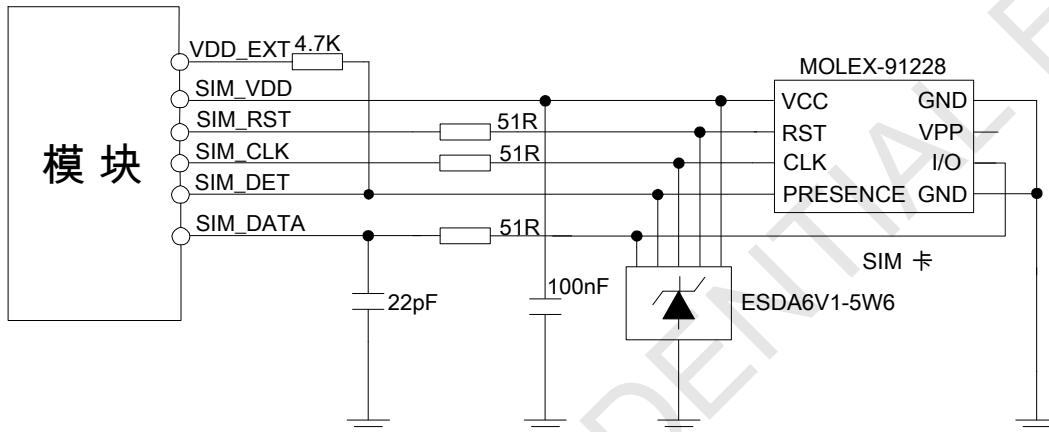 VDD_EXT 4.7K
SIM_VDD
SIM_RST 51R
SIM_CLK 51R
SIM_DET
SIM_DATA 51R
模 块
22pF
100nF
ESDA6V1-5W6
MOLEX-91228
VCC GND
RST VPP
CLK I/O
PRESENCE GND
SIM 卡
DENTIAL